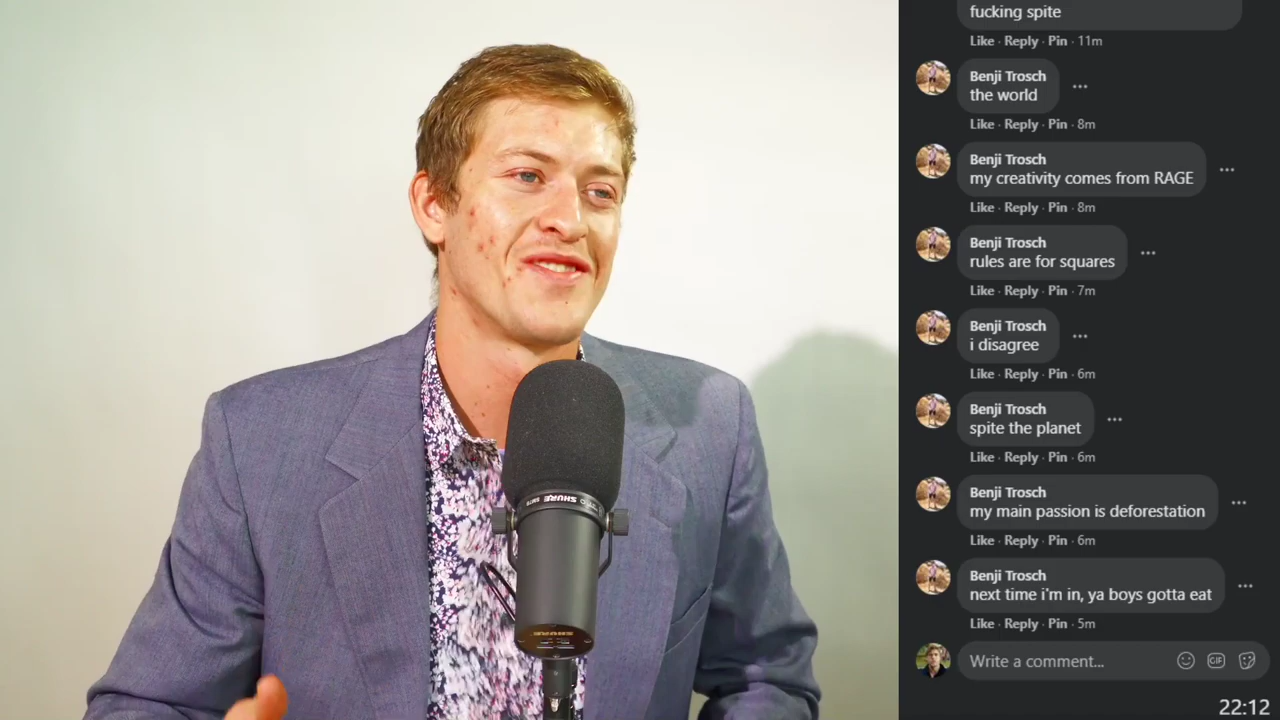 fucking spite
Like · Reply · Pin · 11m
Benji Trosch
the world
Like · Reply · Pin · 8m
Benji Trosch
my creativity comes from RAGE
Like · Reply · Pin · 8m
Benji Trosch
rules are for squares
Like · Reply · Pin · 7m
Benji Trosch
i disagree
Like · Reply · Pin · 6m
Benji Trosch
spite the planet
Like · Reply · Pin · 6m
Benji Trosch
my main passion is deforestation
Like · Reply · Pin · 6m
Benji Trosch
next time i'm in, ya boys gotta eat
Like · Reply · Pin · 5m
Write a comment...
GIF
22:12
SHURE